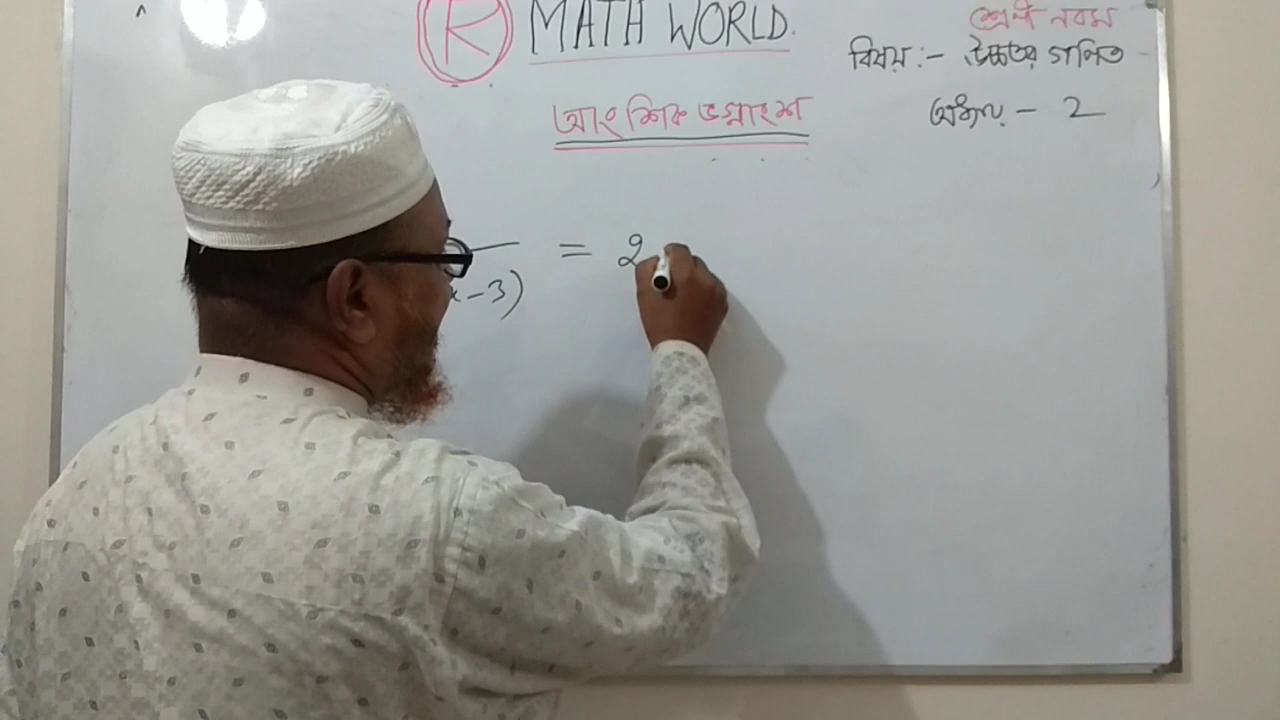 R MATH WORLD.
শ্রেণী নবম
বিষয়:- উচ্চতর গণিত
আংশিক ভগ্নাংশ
অধ্যায় - 2
= 2
x-3)